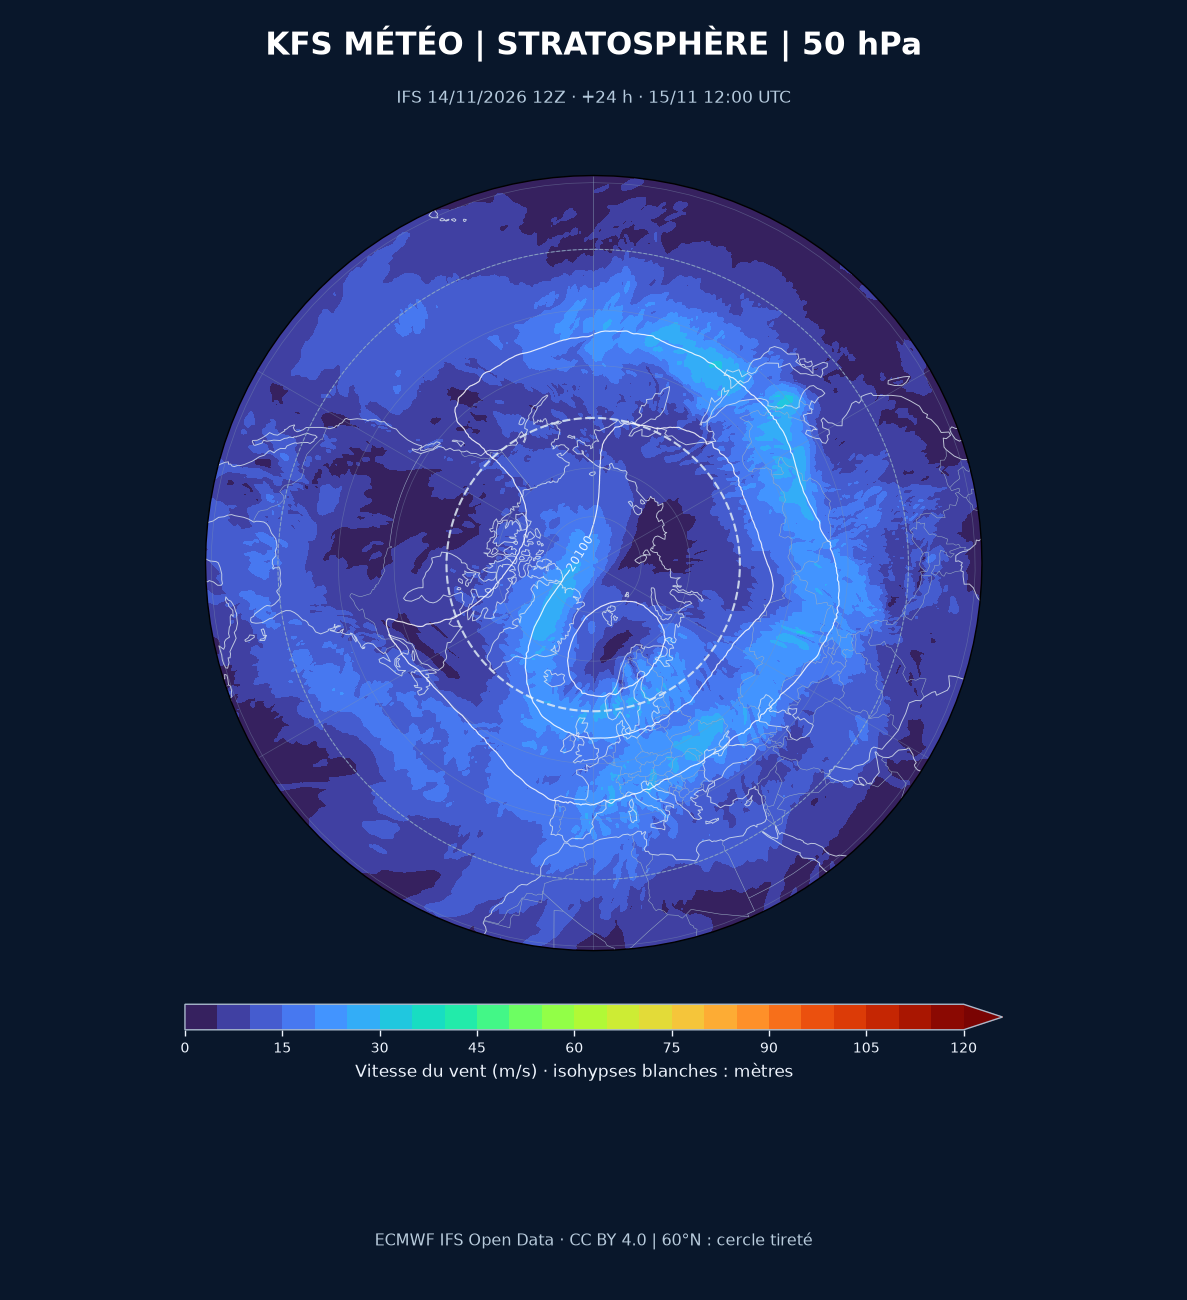 KFS MÉTÉO | STRATOSPHÈRE | 50 hPa
IFS 14/11/2026 12Z · +24 h · 15/11 12:00 UTC
20100
0 15 30 45 60 75 90 105 120
Vitesse du vent (m/s) · isohypses blanches : mètres
ECMWF IFS Open Data · CC BY 4.0 | 60°N : cercle tireté